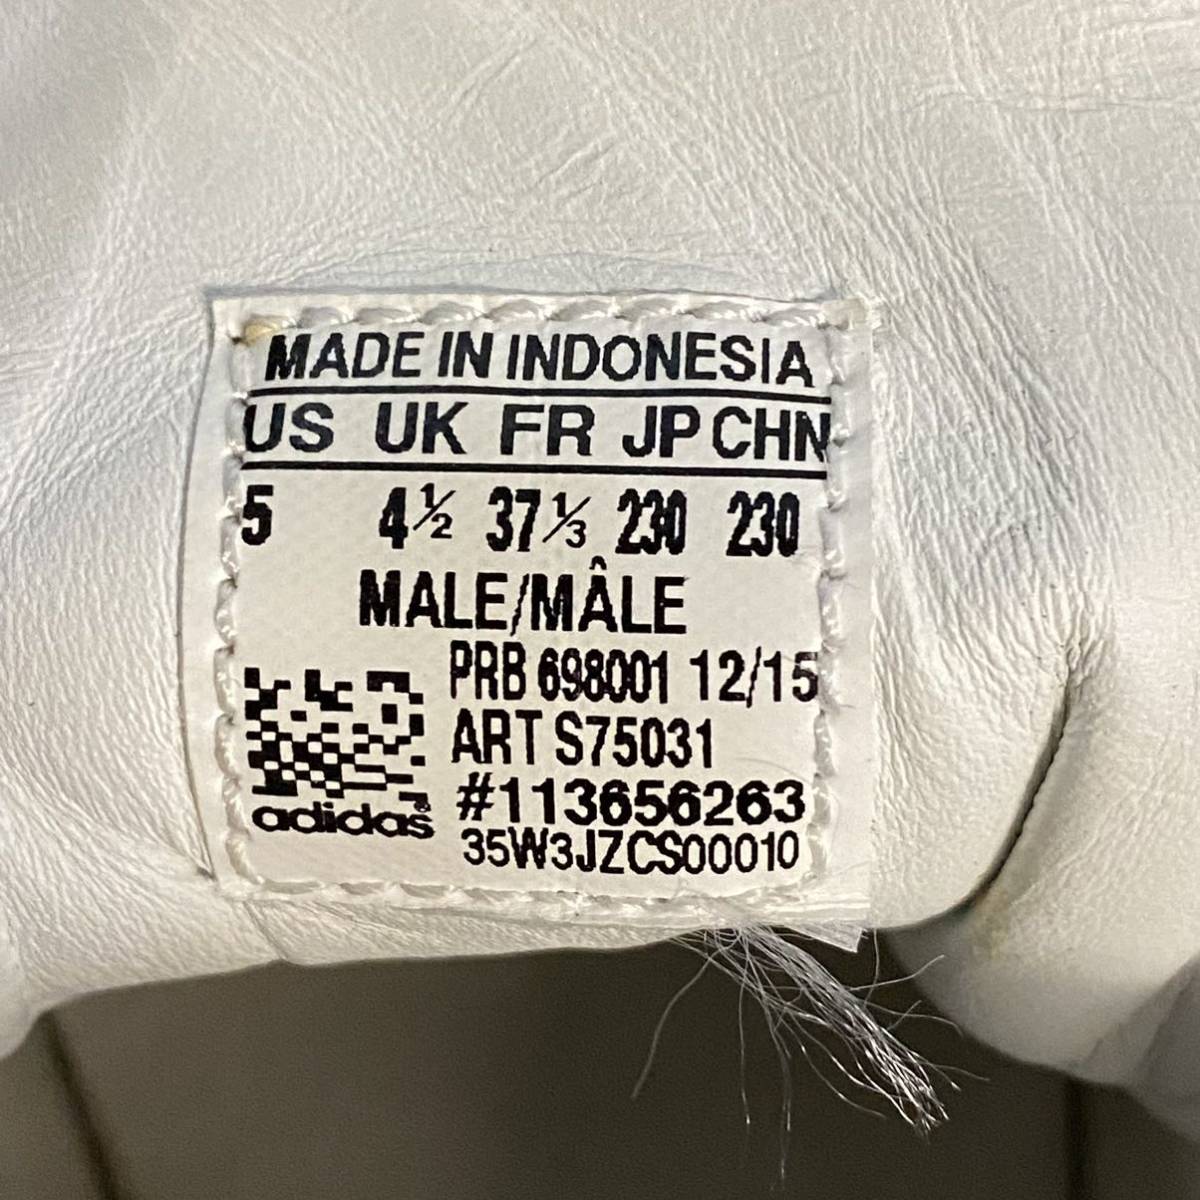 MADE IN INDONESIA
US UK FR JP CHN
5 4½ 37⅓ 230 230
MALE/MÂLE
PRB 698001 12/15
ART S75031
#113656263
adidas®
35W3JZCS00010